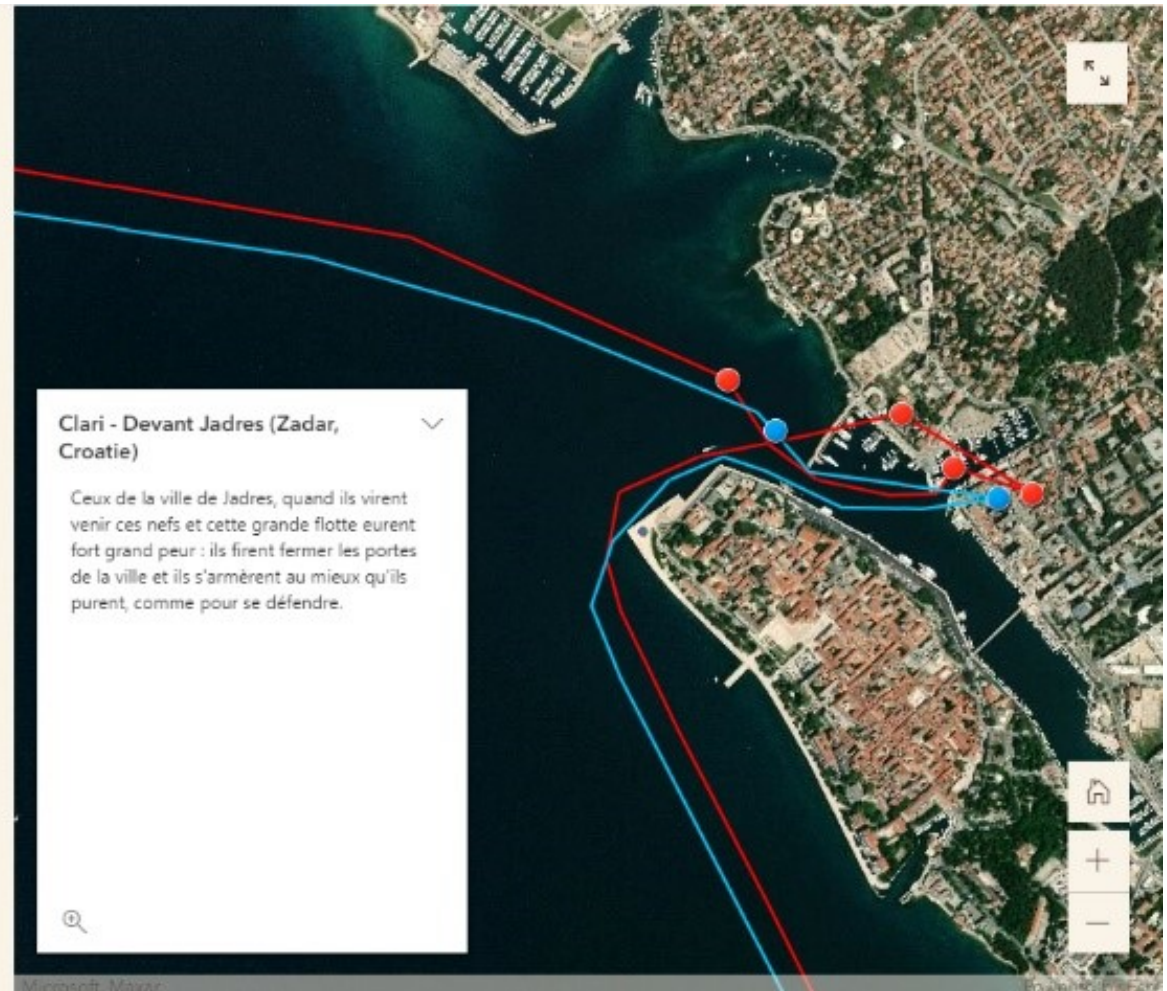 Clari - Devant Jadres (Zadar,
Croatie)
Ceux de la ville de Jadres, quand ils virent
venir ces nefs et cette grande flotte eurent
fort grand peur : ils firent fermer les portes
de la ville et ils s'armèrent au mieux qu'ils
purent, comme pour se défendre.
Microsoft, Maxar